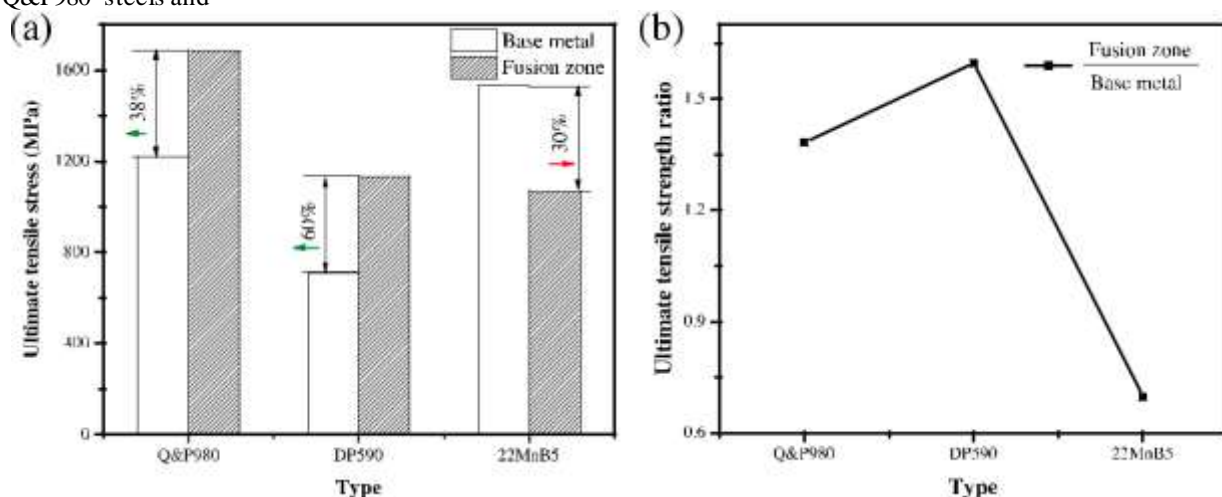 Q&P980 steels and
(a)
Base metal
Fusion zone
1600
1200
800
400
0
38%
60%
30%
Ultimate tensile stress (MPa)
Q&P980
DP590
22MnB5
Type
(b)
Fusion zone
Base metal
1.5
1.2
0.9
0.6
Ultimate tensile strength ratio
Q&P980
DP590
22MnB5
Type